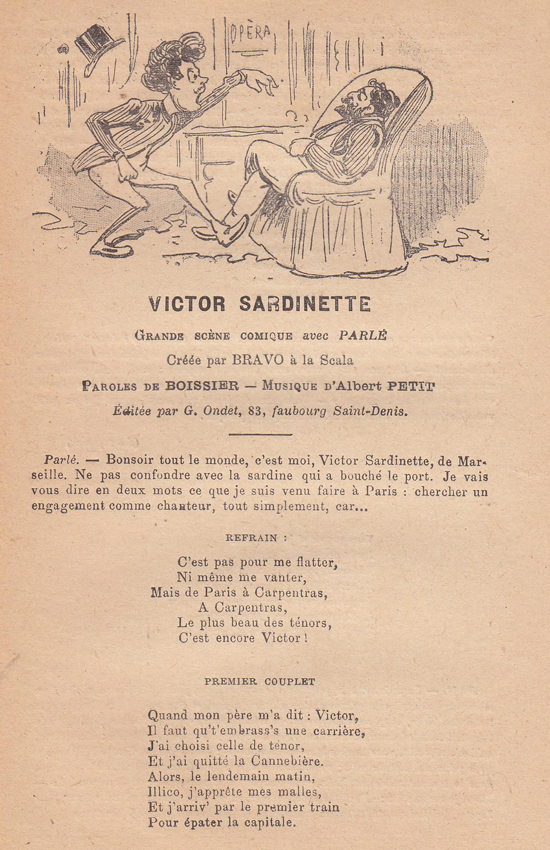 OPÈRA
VICTOR SARDINETTE
GRANDE SCÈNE COMIQUE avec PARLÉ
Créée par BRAVO à la Scala
PAROLES DE BOISSIER — MUSIQUE D'Albert PETIT
Éditée par G. Ondet, 83, faubourg Saint-Denis.
Parlé. — Bonsoir tout le monde, c'est moi, Victor Sardinette, de Mar-
seille. Ne pas confondre avec la sardine qui a bouché le port. Je vais
vous dire en deux mots ce que je suis venu faire à Paris : chercher un
engagement comme chanteur, tout simplement, car...
REFRAIN :
C'est pas pour me flatter,
Ni même me vanter,
Mais de Paris à Carpentras,
A Carpentras,
Le plus beau des ténors,
C'est encore Victor !
PREMIER COUPLET
Quand mon père m'a dit : Victor,
Il faut qu't'embrass's une carrière,
J'ai choisi celle de ténor,
Et j'ai quitté la Cannebière.
Alors, le lendemain matin,
Illico, j'apprête mes malles,
Et j'arriv' par le premier train
Pour épater la capitale.